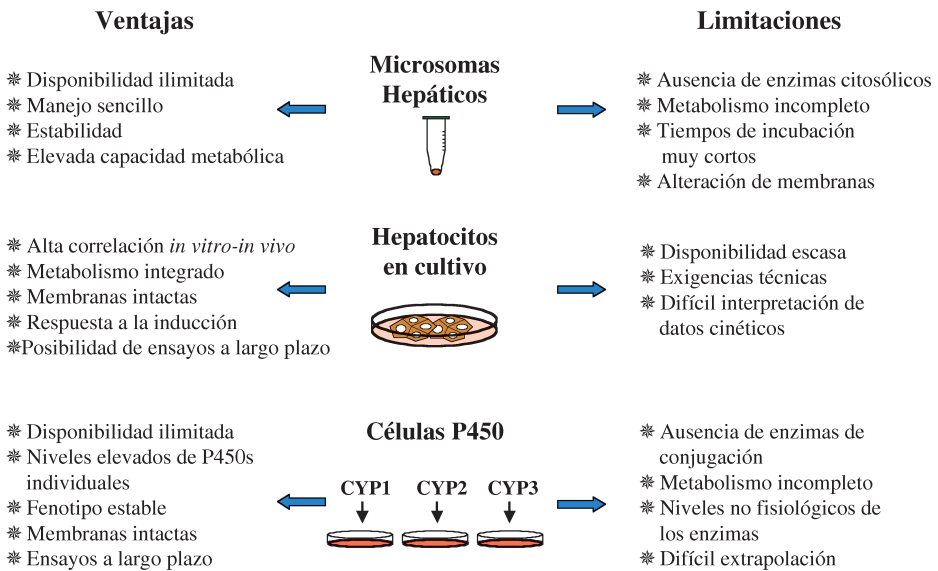 Ventajas
Limitaciones
Microsomas
Hepáticos
✵ Disponibilidad ilimitada
✵ Manejo sencillo
✵ Estabilidad
✵ Elevada capacidad metabólica
✵ Ausencia de enzimas citosólicos
✵ Metabolismo incompleto
✵ Tiempos de incubación
muy cortos
✵ Alteración de membranas
Hepatocitos
en cultivo
✵ Alta correlación in vitro-in vivo
✵ Metabolismo integrado
✵ Membranas intactas
✵ Respuesta a la inducción
✵Posibilidad de ensayos a largo plazo
✵ Disponibilidad escasa
✵ Exigencias técnicas
✵ Difícil interpretación de
datos cinéticos
Células P450
CYP1 CYP2 CYP3
✵ Disponibilidad ilimitada
✵ Niveles elevados de P450s
individuales
✵ Fenotipo estable
✵ Membranas intactas
✵ Ensayos a largo plazo
✵ Ausencia de enzimas de
conjugación
✵ Metabolismo incompleto
✵ Niveles no fisiológicos de
los enzimas
✵ Difícil extrapolación